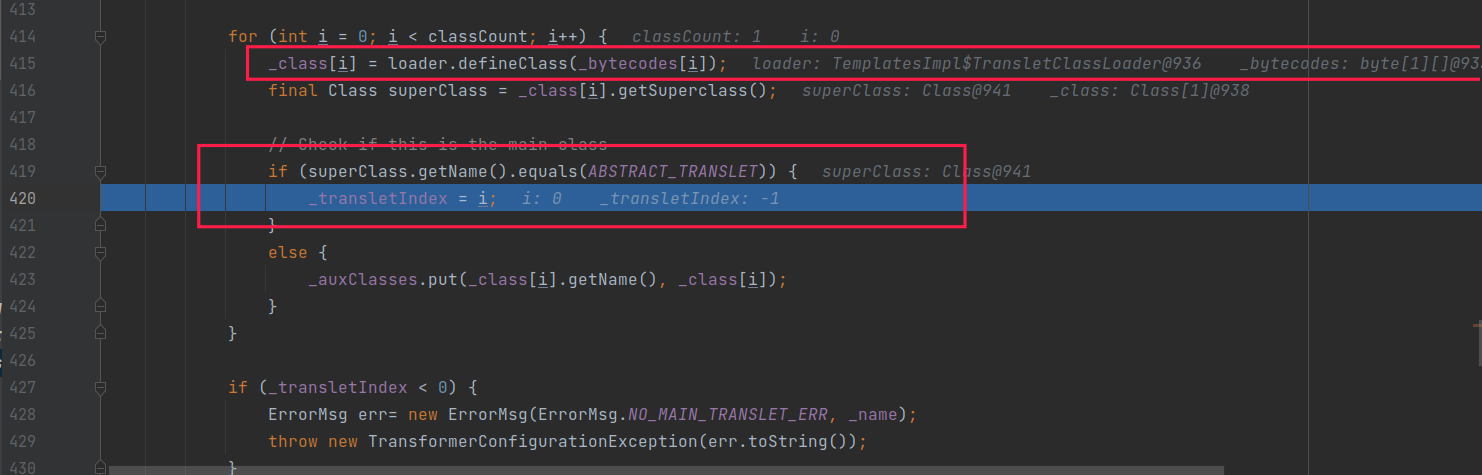 413
414 for (int i = 0; i < classCount; i++) { classCount: 1 i: 0
415 _class[i] = loader.defineClass(_bytecodes[i]); loader: TemplatesImpl$TransletClassLoader@936 _bytecodes: byte[1][]@93
416 final Class superClass = _class[i].getSuperclass(); superClass: Class@941 _class: Class[1]@938
417
418 // Check if this is the main class
419 if (superClass.getName().equals(ABSTRACT_TRANSLET)) { superClass: Class@941
420 _transletIndex = i; i: 0 _transletIndex: -1
421 }
422 else {
423 _auxClasses.put(_class[i].getName(), _class[i]);
424 }
425 }
426
427 if (_transletIndex < 0) {
428 ErrorMsg err= new ErrorMsg(ErrorMsg.NO_MAIN_TRANSLET_ERR, _name);
429 throw new TransformerConfigurationException(err.toString());
430 }